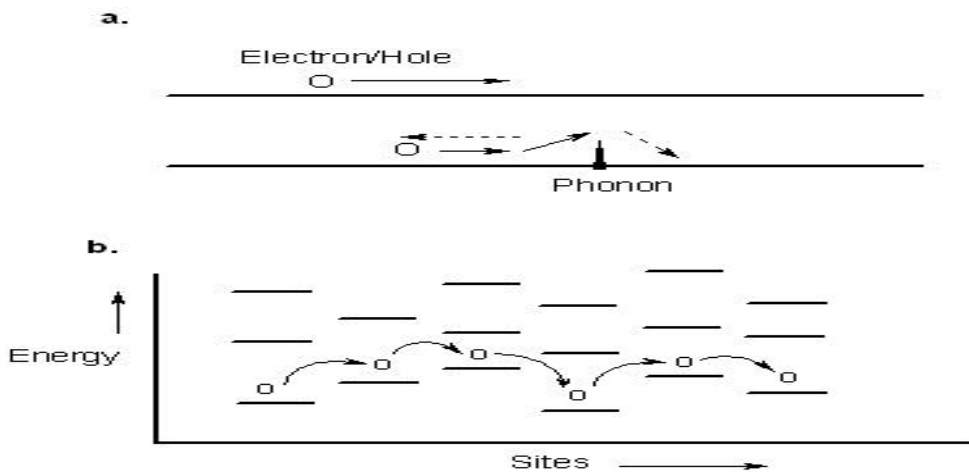 a.
Electron/Hole
Phonon
b.
Energy
Sites